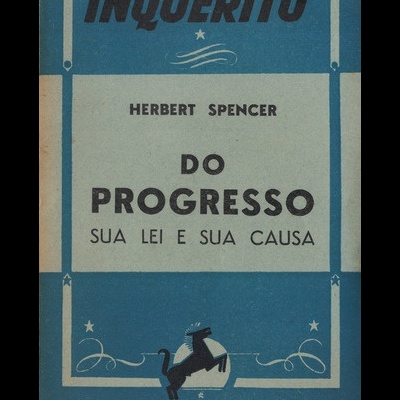 INQUÉRITO
HERBERT SPENCER
DO
PROGRESSO
SUA LEI E SUA CAUSA